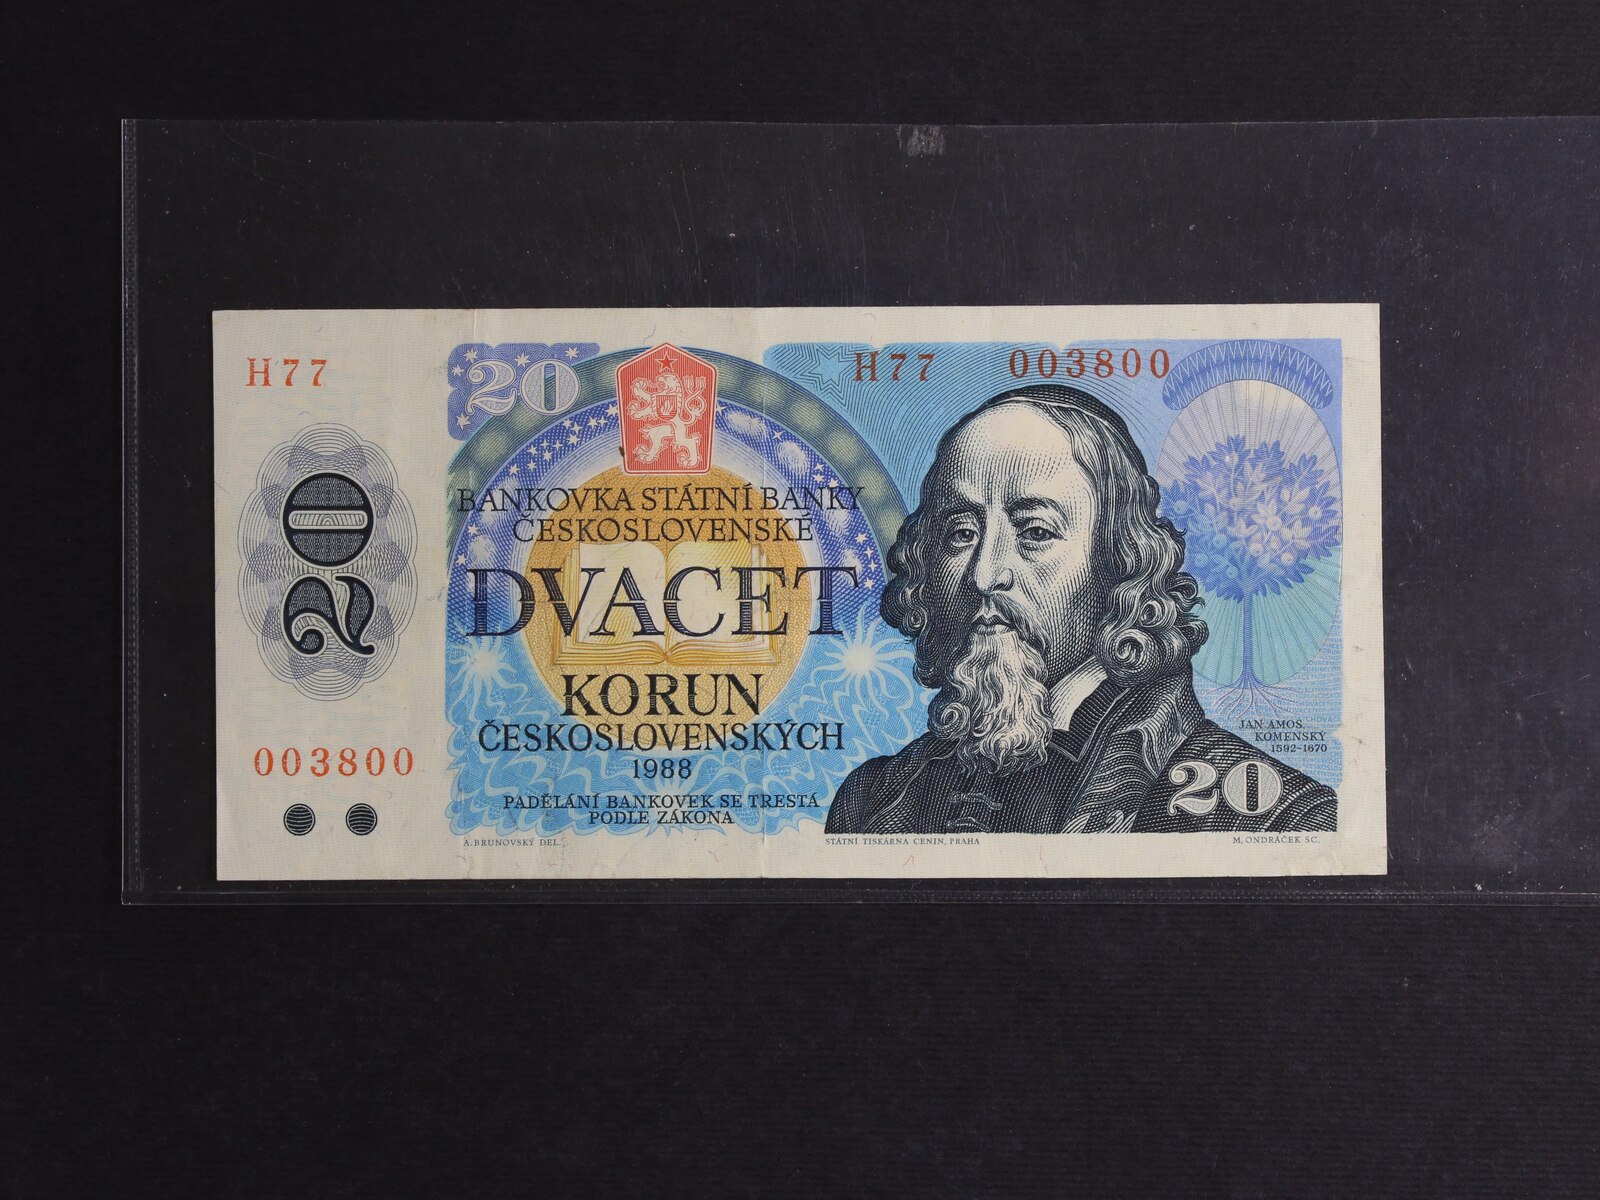 H77
20
H77 003800
BANKOVKA STÁTNÍ BANKY
ČESKOSLOVENSKÉ
20
DVACET
KORUN
ČESKOSLOVENSKÝCH
1988
PADĚLÁNÍ BANKOVEK SE TRESTÁ
PODLE ZÁKONA
JAN AMOS
KOMENSKÝ
1592-1670
20
003800
A. BRUNOVSKÝ DEL.
STÁTNÍ TISKÁRNA CENIN, PRAHA
M. ONDRÁČEK SC.